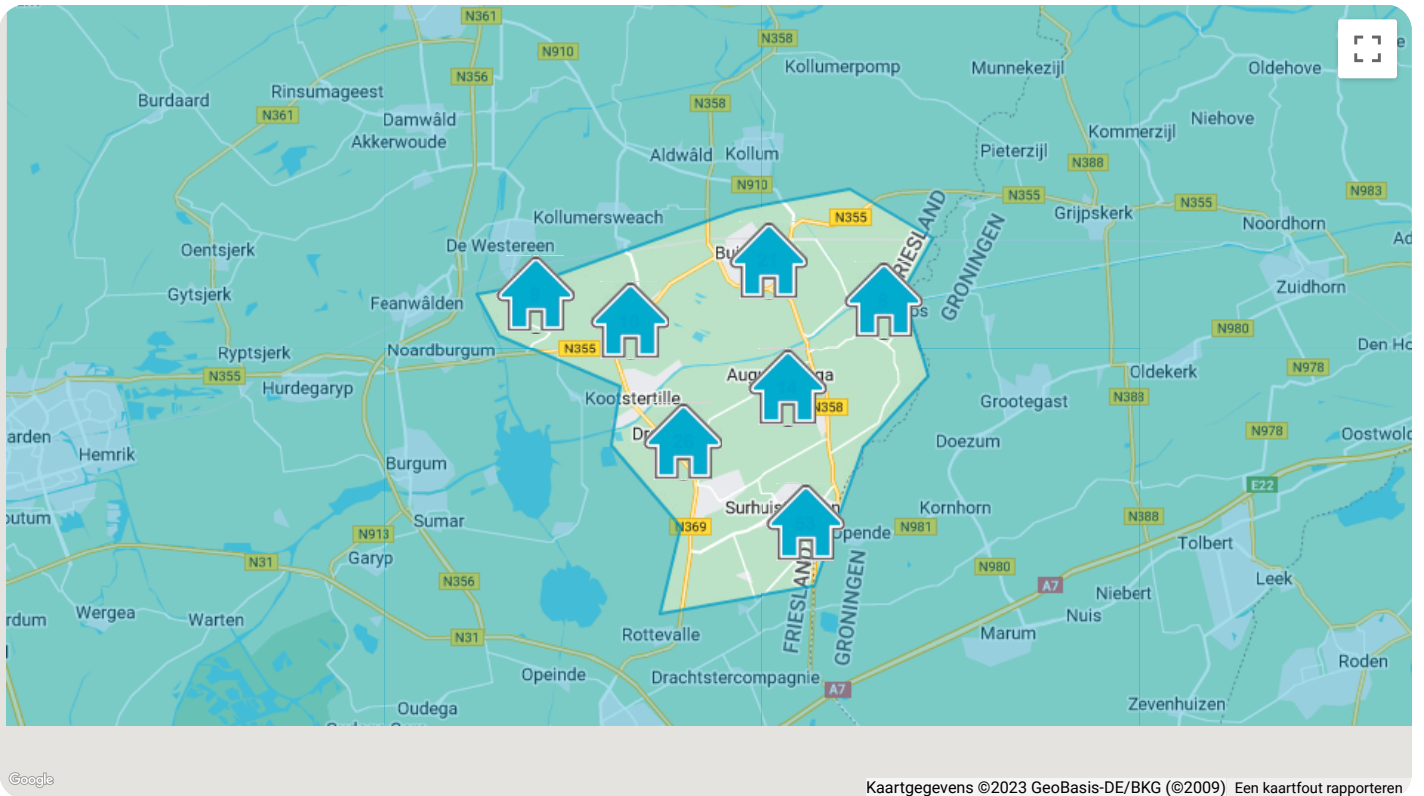 N361
N358
N910
Kollumerpomp
Munnekezijl
Oldehove
N356
Rinsumageest
Burdaard
N358
N361
Damwâld
Niehove
Kommerzijl
Akkerwoude
Aldwâld
Kollum
Pieterzijl
N388
N910
N355
N983
N355
Kollumersweach
N355
Grijpskerk
Noordhorn
De Westereen
Oentsjerk
FRIESLAND
GRONINGEN
Gytsjerk
Feanwâlden
Zuidhorn
N980
Ryptsjerk
Noardburgum
N355
Den Ho
N355
Hurdegaryp
N978
Oldekerk
Kootstertille
N388
Grootegast
N358
arden
Hemrik
N978
Oostwold
Doezum
Burgum
E22
outum
Sumar
Kornhorn
N388
N369
N981
Opende
N913
Tolbert
Garyp
N31
N356
N980
A7
Leek
Niebert
Wergea
rdum
Warten
FRIESLAND
GRONINGEN
Nuis
N31
Rottevalle
Marum
Roden
Opeinde
Drachtstercompagnie
A7
Oudega
Zevenhuizen
Google
Kaartgegevens ©2023 GeoBasis-DE/BKG (©2009) Een kaartfout rapporteren